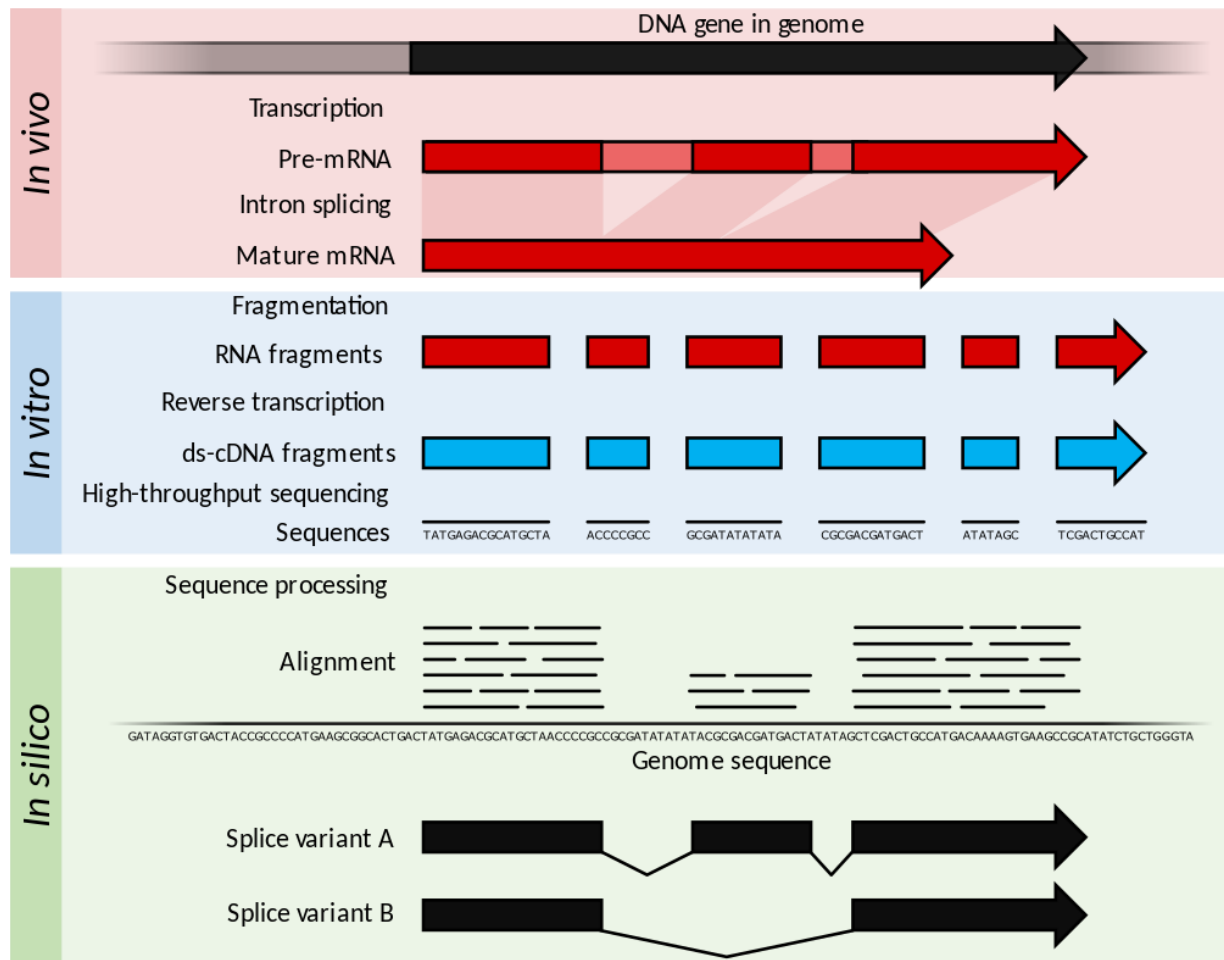 In vivo
DNA gene in genome
Transcription
Pre-mRNA
Intron splicing
Mature mRNA
In vitro
Fragmentation
RNA fragments
Reverse transcription
ds-cDNA fragments
High-throughput sequencing
Sequences
TATGAGACGCATGCTA ACCCCGCC GCGATATATATA CGCGACGATGACT ATATAGC TCGACTGCCAT
In silico
Sequence processing
Alignment
GATAGGTGTGACTACCGCCCCATGAAGCGGCACTGACTATGAGACGCATGCTAACCCCGCCGCGATATATATACGCGACGATGACTATATAGCTCGACTGCCATGACAAAAGTGAAGCCGCATATCTGCTGGGTA
Genome sequence
Splice variant A
Splice variant B